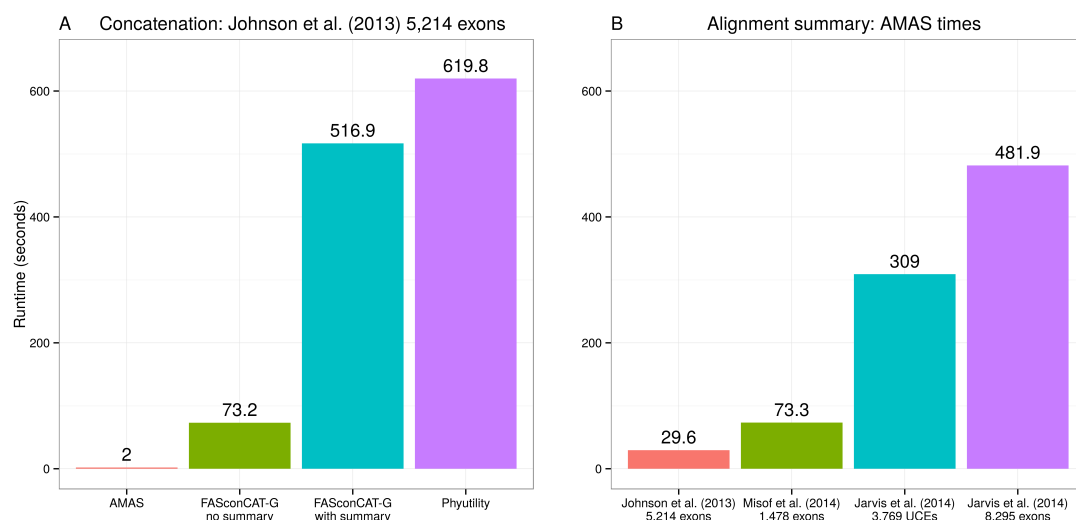 A Concatenation: Johnson et al. (2013) 5,214 exons
Runtime (seconds)
600
400
200
0
2
73.2
516.9
619.8
AMAS
FASconCAT-G
no summary
FASconCAT-G
with summary
Phyutility
B Alignment summary: AMAS times
600
400
200
0
29.6
73.3
309
481.9
Johnson et al. (2013)
5.214 exons
Misof et al. (2014)
1.478 exons
Jarvis et al. (2014)
3.769 UCEs
Jarvis et al. (2014)
8.295 exons